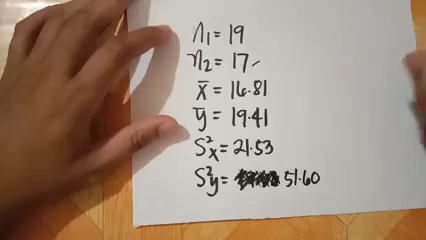 n1 = 19
n2 = 17
x̄ = 16.81
ȳ = 19.41
S²x = 21.53
S²y = 51.60